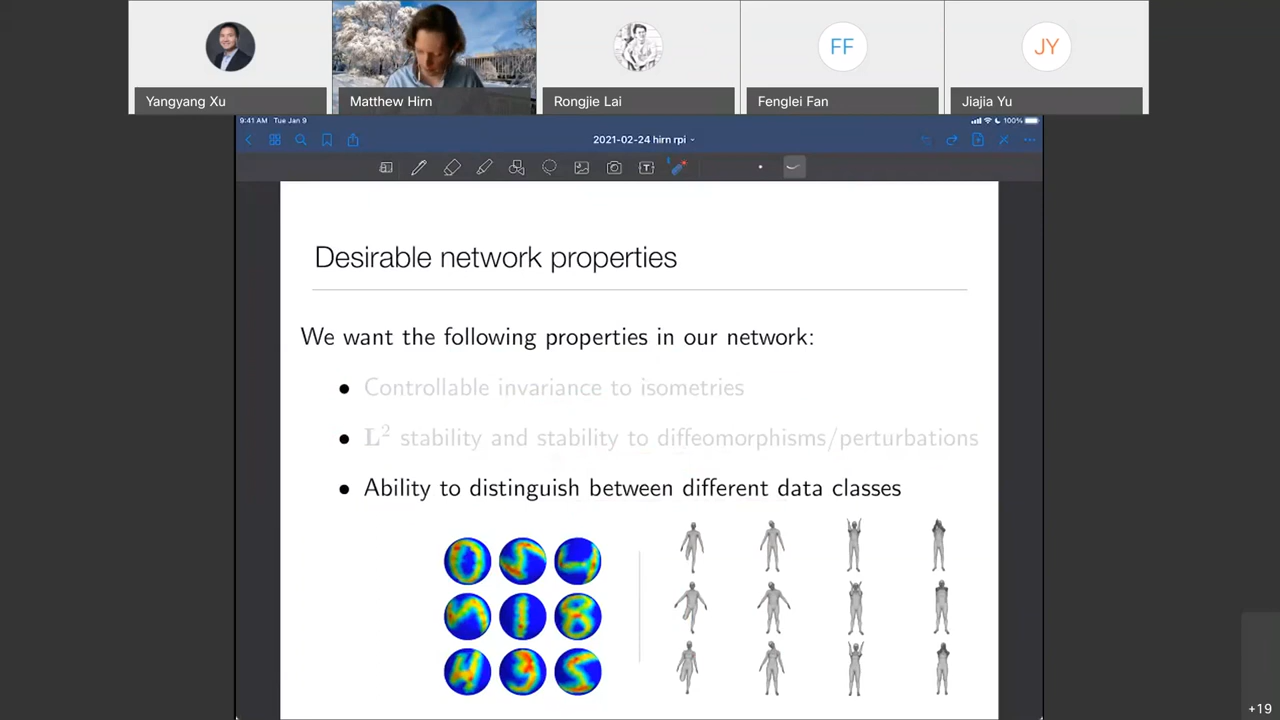 FF
JY
Yangyang Xu
Matthew Hirn
Rongjie Lai
Fenglei Fan
Jiajia Yu
9:41 AM Tue Jan 9
100%
2021-02-24 hirn rpi
Desirable network properties
We want the following properties in our network:
• Controllable invariance to isometries
• L² stability and stability to diffeomorphisms/perturbations
• Ability to distinguish between different data classes
+19